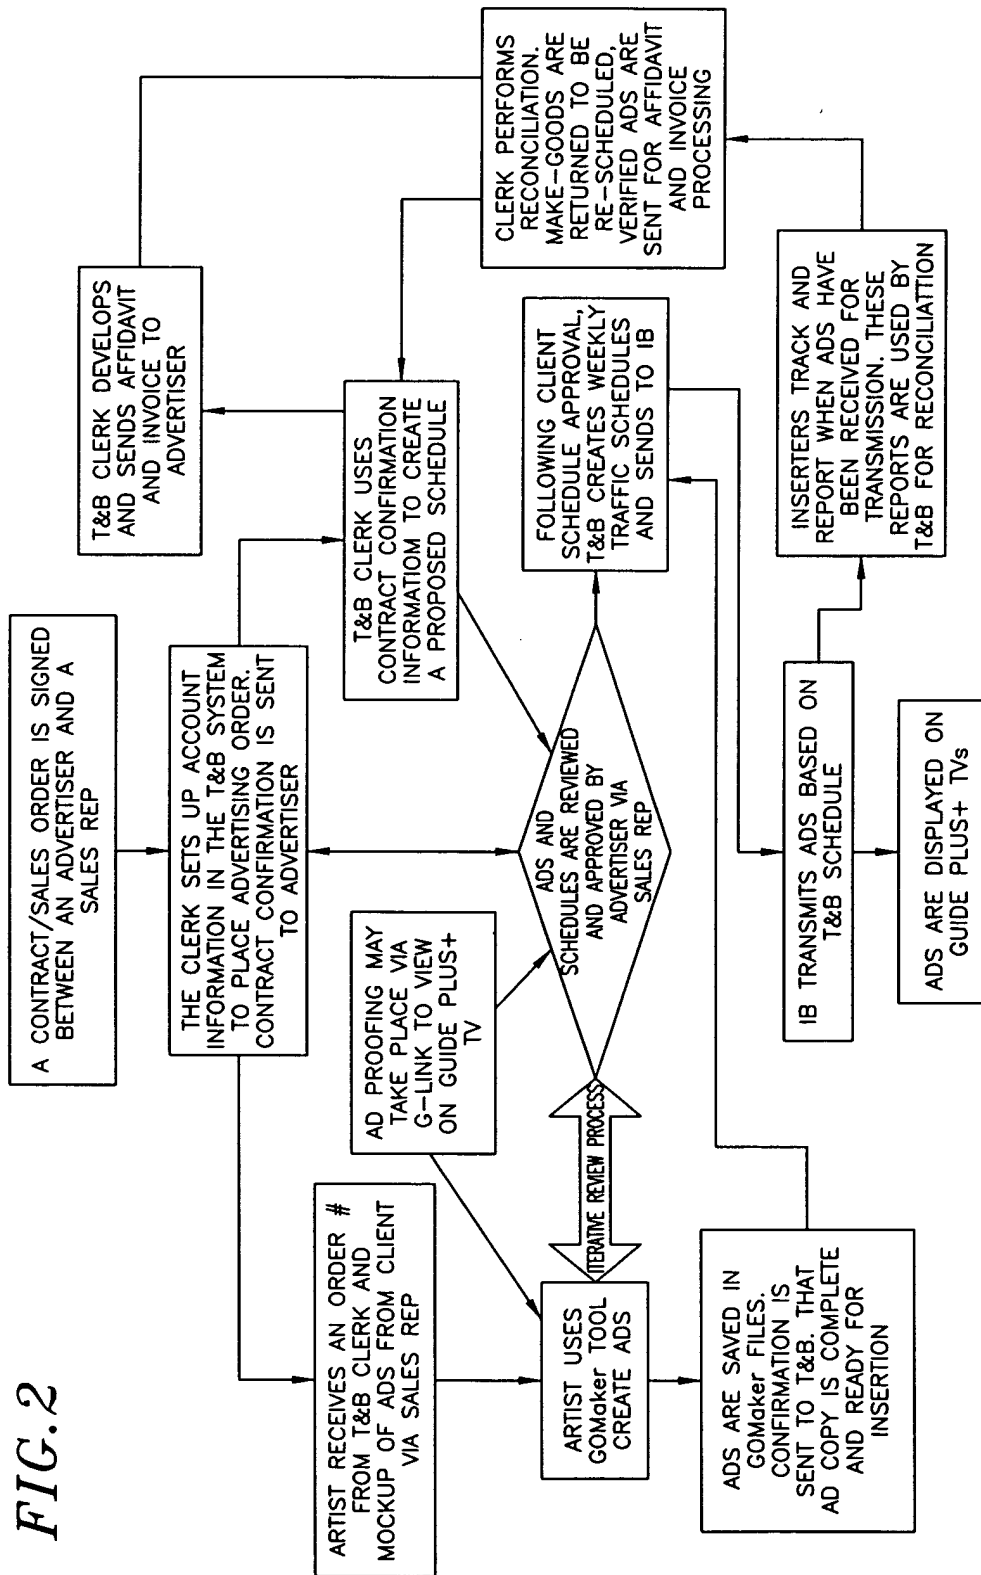 FIG.2
A CONTRACT/SALES ORDER IS SIGNED
BETWEEN AN ADVERTISER AND A
SALES REP
THE CLERK SETS UP ACCOUNT
INFORMATION IN THE T&B SYSTEM
TO PLACE ADVERTISING ORDER.
CONTRACT CONFIRMATION IS SENT
TO ADVERTISER
T&B CLERK DEVELOPS
AND SENDS AFFIDAVIT
AND INVOICE TO
ADVERTISER
ARTIST RECEIVES AN ORDER #
FROM T&B CLERK AND
MOCKUP OF ADS FROM CLIENT
VIA SALES REP
AD PROOFING MAY
TAKE PLACE VIA
G-LINK TO VIEW
ON GUIDE PLUS+
TV
T&B CLERK USES
CONTRACT CONFIRMATION
INFORMATIOM TO CREATE
A PROPOSED SCHEDULE
CLERK PERFORMS
RECONCILIATION.
MAKE-GOODS ARE
RETURNED TO BE
RE-SCHEDULED,
VERIFIED ADS ARE
SENT FOR AFFIDAVIT
AND INVOICE
PROCESSING
ARTIST USES
GOMaker TOOL
CREATE ADS
ITERATIVE REVIEW PROCESS
ADS AND
SCHEDULES ARE REVIEWED
AND APPROVED BY
ADVERTISER VIA
SALES REP
FOLLOWING CLIENT
SCHEDULE APPROVAL,
T&B CREATES WEEKLY
TRAFFIC SCHEDULES
AND SENDS TO IB
ADS ARE SAVED IN
GOMaker FILES.
CONFIRMATION IS
SENT TO T&B. THAT
AD COPY IS COMPLETE
AND READY FOR
INSERTION
IB TRANSMITS ADS BASED ON
T&B SCHEDULE
INSERTERS TRACK AND
REPORT WHEN ADS HAVE
BEEN RECEIVED FOR
TRANSMISSION. THESE
REPORTS ARE USED BY
T&B FOR RECONCILIATTION
ADS ARE DISPLAYED ON
GUIDE PLUS+ TVs